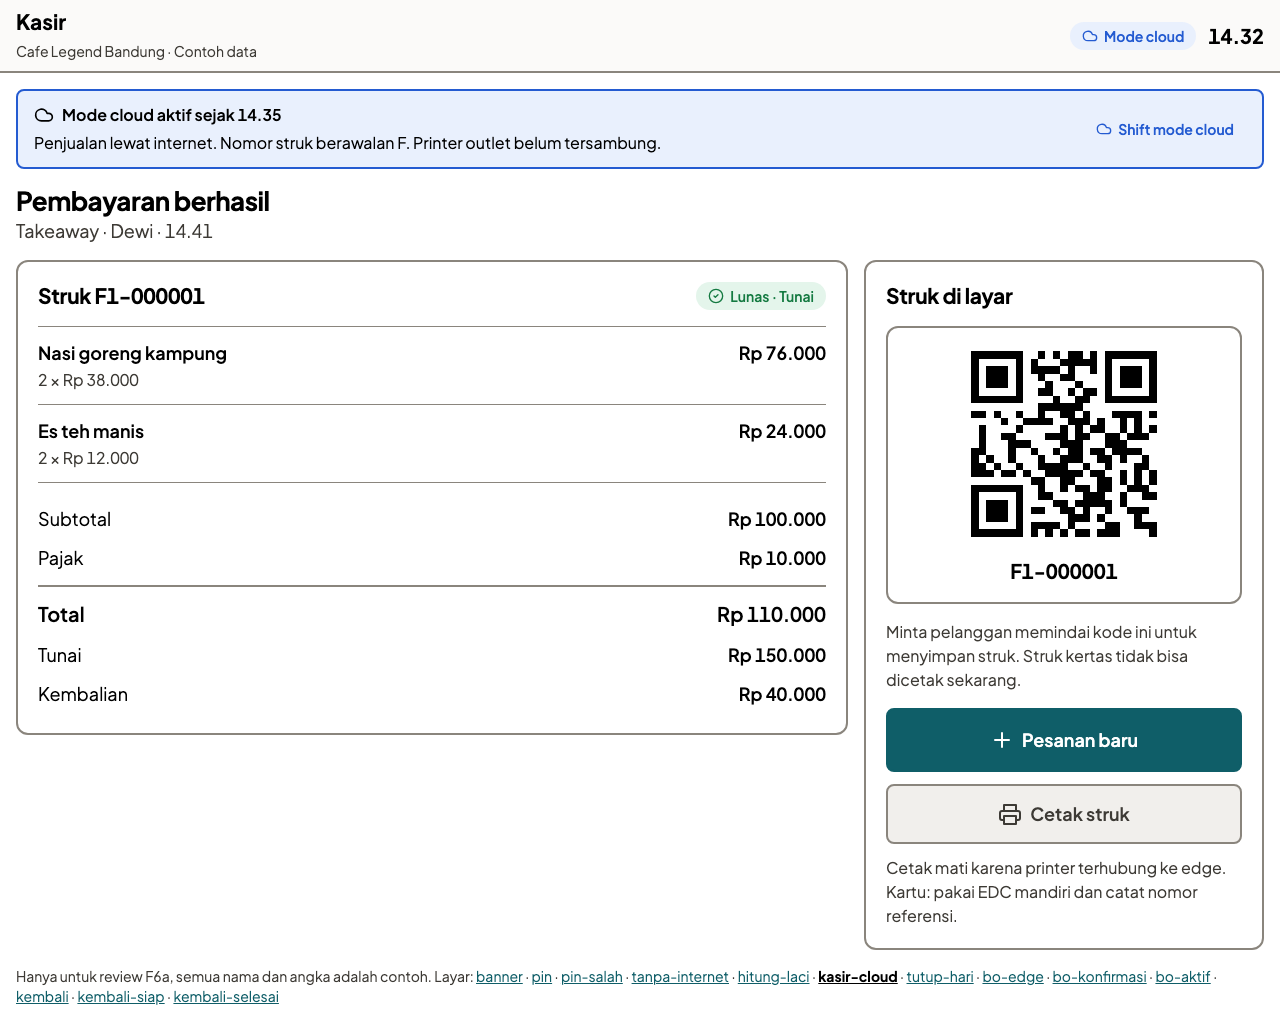 Kasir
Cafe Legend Bandung · Contoh data
Mode cloud
14.32
Mode cloud aktif sejak 14.35
Penjualan lewat internet. Nomor struk berawalan F. Printer outlet belum tersambung.
Shift mode cloud
Pembayaran berhasil
Takeaway · Dewi · 14.41
Struk F1-000001
Lunas · Tunai
Nasi goreng kampung
Rp 76.000
2 × Rp 38.000
Es teh manis
Rp 24.000
2 × Rp 12.000
Subtotal
Rp 100.000
Pajak
Rp 10.000
Total
Rp 110.000
Tunai
Rp 150.000
Kembalian
Rp 40.000
Struk di layar
F1-000001
Minta pelanggan memindai kode ini untuk
menyimpan struk. Struk kertas tidak bisa
dicetak sekarang.
Pesanan baru
Cetak struk
Cetak mati karena printer terhubung ke edge.
Kartu: pakai EDC mandiri dan catat nomor
referensi.
Hanya untuk review F6a, semua nama dan angka adalah contoh. Layar: banner · pin · pin-salah · tanpa-internet · hitung-laci · kasir-cloud · tutup-hari · bo-edge · bo-konfirmasi · bo-aktif ·
kembali · kembali-siap · kembali-selesai